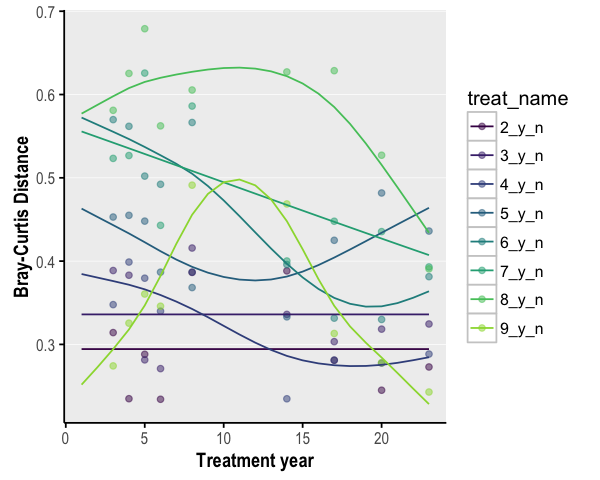 0.7
0.6
0.5
0.4
0.3
Bray-Curtis Distance
0
5
10
15
20
Treatment year
treat_name
2_y_n
3_y_n
4_y_n
5_y_n
6_y_n
7_y_n
8_y_n
9_y_n